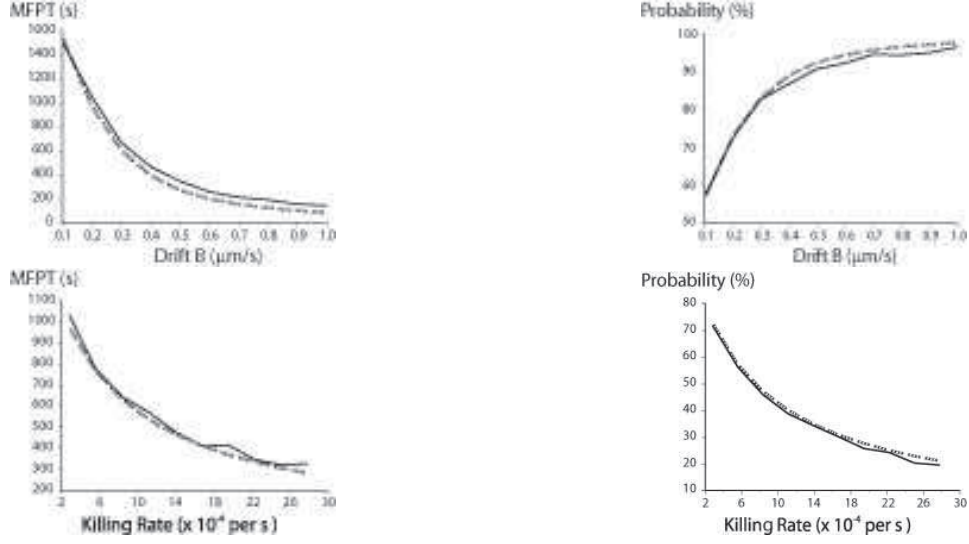 MFPT (s)
1600
1400
1200
1000
800
600
400
200
0
0.1 0.2 0.3 0.4 0.5 0.6 0.7 0.8 0.9 1.0
Drift B (μm/s)
Probability (%)
100
90
80
70
60
50
0.1 0.2 0.3 0.4 0.5 0.6 0.7 0.8 0.9 1.0
Drift B (μm/s)
MFPT (s)
1100
1000
900
800
700
600
500
400
300
200
2 6 10 14 18 22 26 30
Killing Rate (x 10⁻⁴ per s )
Probability (%)
80
70
60
50
40
30
20
10
2 6 10 14 18 22 26 30
Killing Rate (x 10⁻⁴ per s )